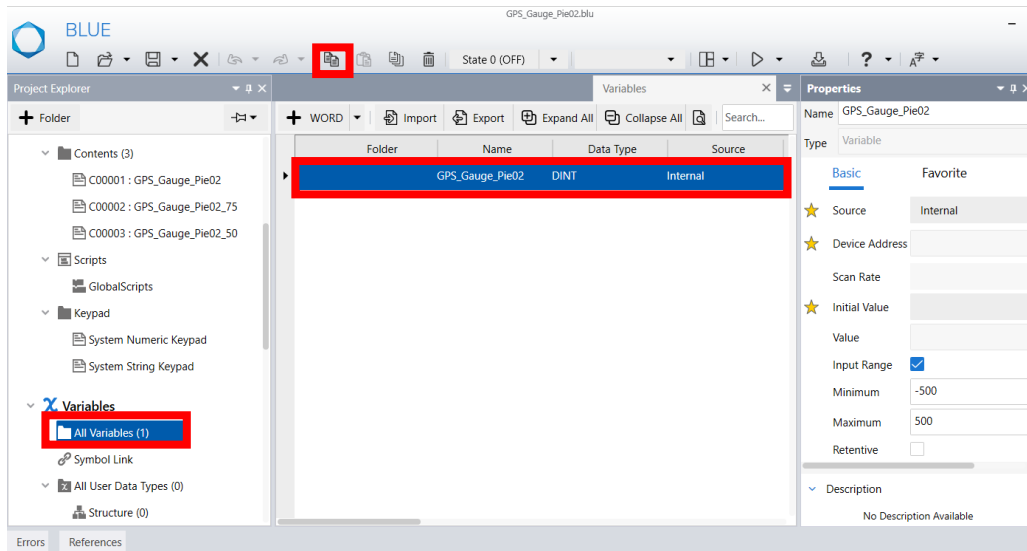 GPS_Gauge_Pie02.blu
BLUE
State 0 (OFF)
?
A字
Project Explorer
Folder
Contents (3)
C00001 : GPS_Gauge_Pie02
C00002 : GPS_Gauge_Pie02_75
C00003 : GPS_Gauge_Pie02_50
Scripts
GlobalScripts
Keypad
System Numeric Keypad
System String Keypad
Variables
All Variables (1)
Symbol Link
All User Data Types (0)
Structure (0)
Variables
WORD Import Export Expand All Collapse All Search...
Folder Name Data Type Source
GPS_Gauge_Pie02 DINT Internal
Properties
Name GPS_Gauge_Pie02
Type Variable
Basic Favorite
Source Internal
Device Address
Scan Rate
Initial Value
Value
Input Range
Minimum -500
Maximum 500
Retentive
Description
No Description Available
Errors References